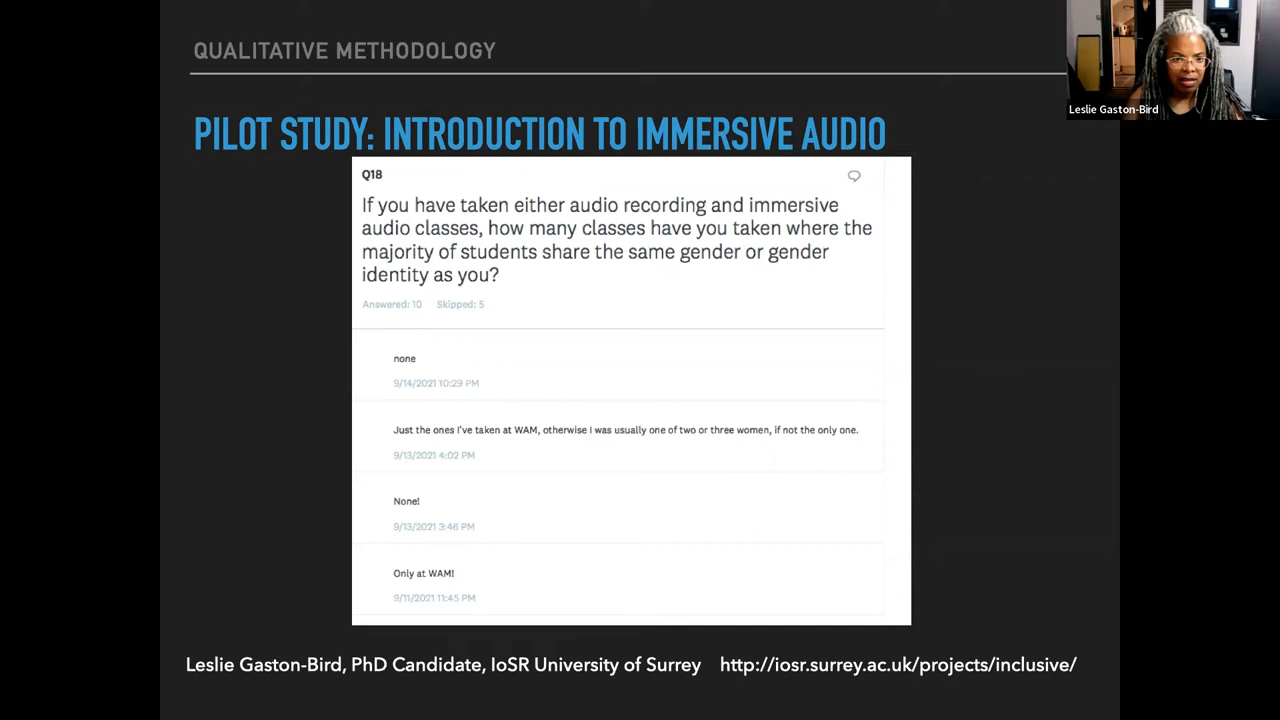 QUALITATIVE METHODOLOGY
Leslie Gaston-Bird
PILOT STUDY: INTRODUCTION TO IMMERSIVE AUDIO
Q18
If you have taken either audio recording and immersive
audio classes, how many classes have you taken where the
majority of students share the same gender or gender
identity as you?
Answered: 10 Skipped: 5
none
9/14/2021 10:29 PM
Just the ones I've taken at WAM, otherwise I was usually one of two or three women, if not the only one.
9/13/2021 4:02 PM
None!
9/13/2021 3:46 PM
Only at WAM!
9/11/2021 11:45 PM
Leslie Gaston-Bird, PhD Candidate, IoSR University of Surrey http://iosr.surrey.ac.uk/projects/inclusive/